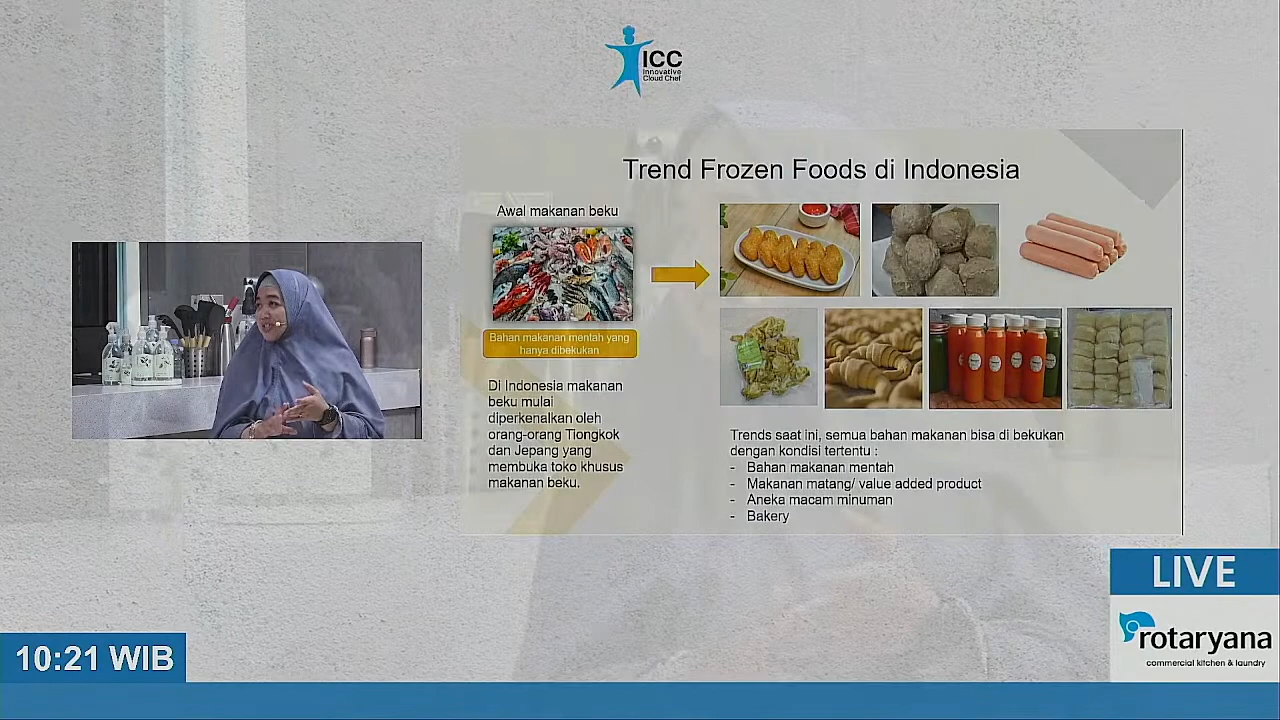 ICC
Innovative
Cloud Chef
Trend Frozen Foods di Indonesia
Awal makanan beku
Bahan makanan mentah yang
hanya dibekukan
Di Indonesia makanan
beku mulai
diperkenalkan oleh
orang-orang Tiongkok
dan Jepang yang
membuka toko khusus
makanan beku.
Trends saat ini, semua bahan makanan bisa di bekukan
dengan kondisi tertentu :
- Bahan makanan mentah
- Makanan matang/ value added product
- Aneka macam minuman
- Bakery
LIVE
rotaryana
commercial kitchen & laundry
10:21 WIB